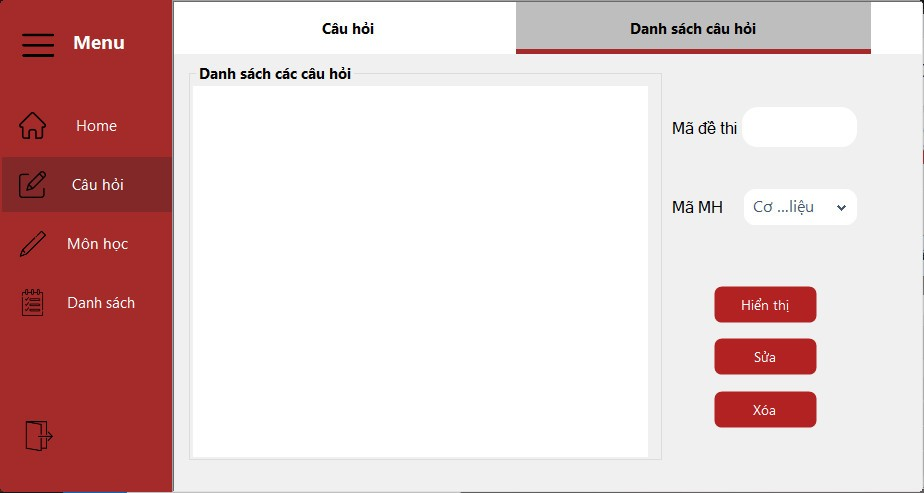 Menu
Home
Câu hỏi
Môn học
Danh sách
Câu hỏi
Danh sách câu hỏi
Danh sách các câu hỏi
Mã đề thi
Mã MH
Cơ ...liệu
Hiển thị
Sửa
Xóa